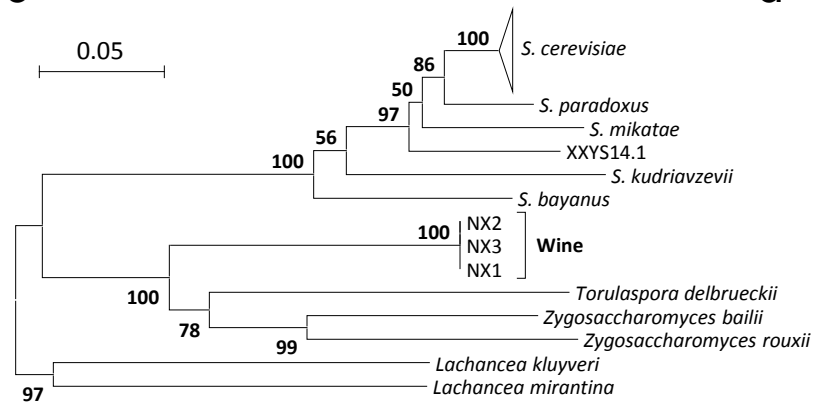 0.05
100
S. cerevisiae
86
S. paradoxus
50
S. mikatae
97
XXYS14.1
56
S. kudriavzevii
100
S. bayanus
NX2
100
NX3
Wine
NX1
Torulaspora delbrueckii
100
Zygosaccharomyces bailii
78
Zygosaccharomyces rouxii
99
Lachancea kluyveri
Lachancea mirantina
97